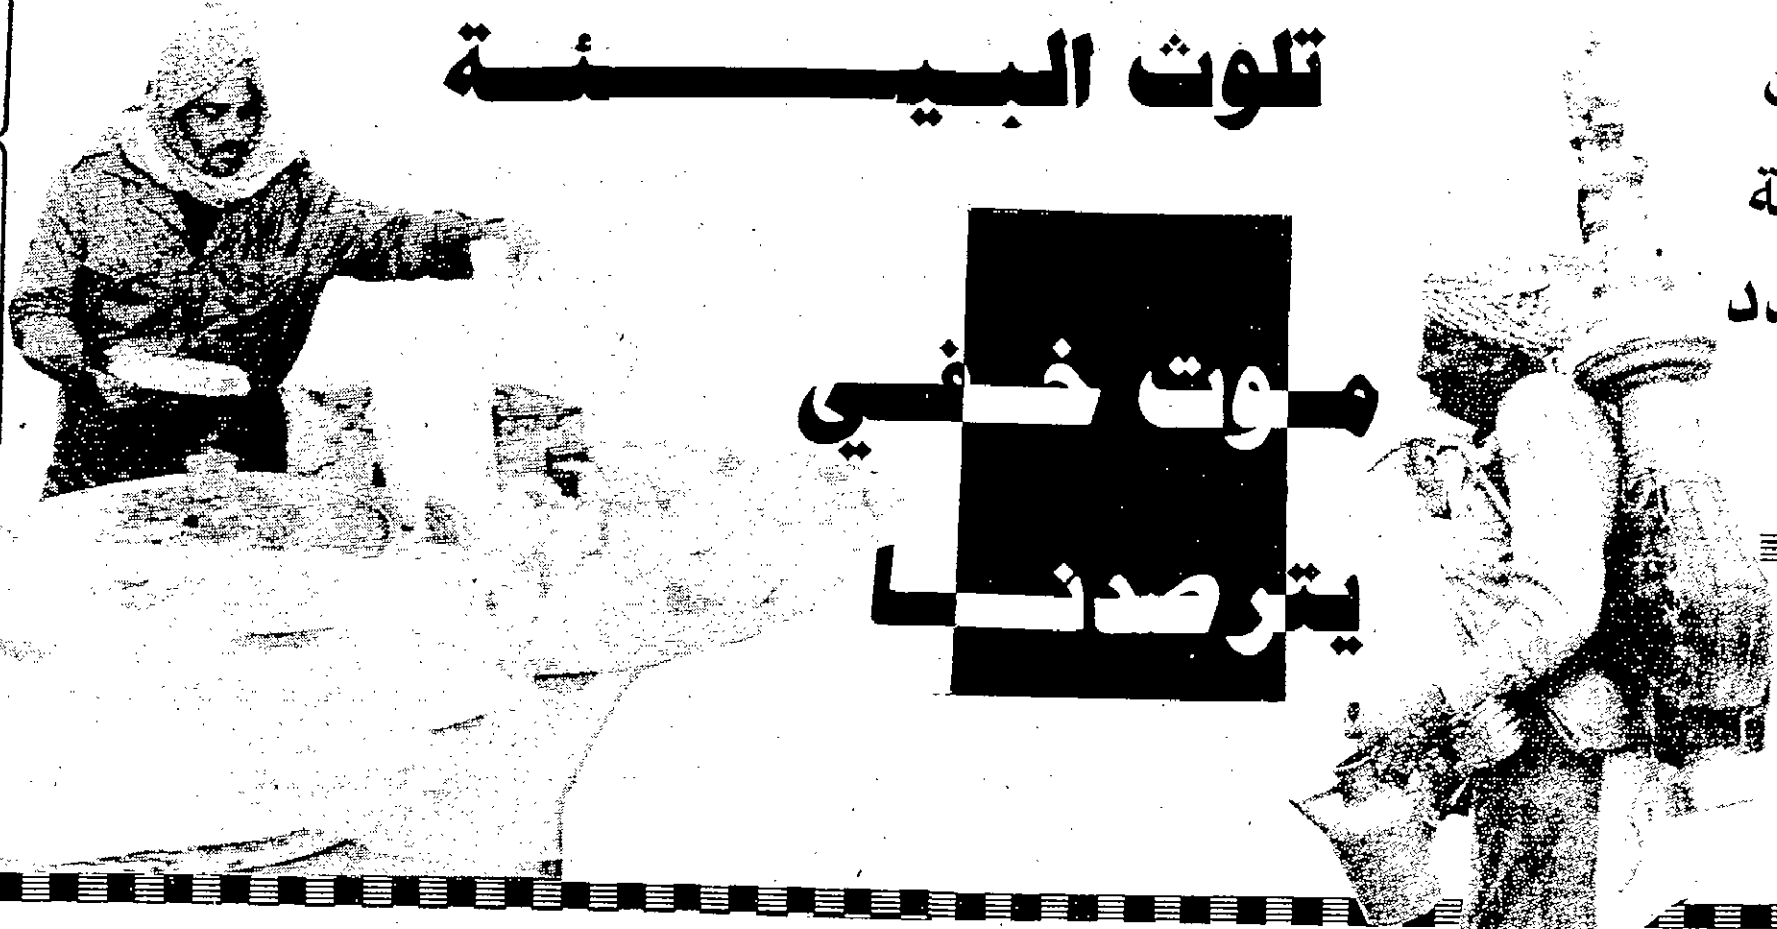 تلوث البيئة
موت خفي
يترصدنا